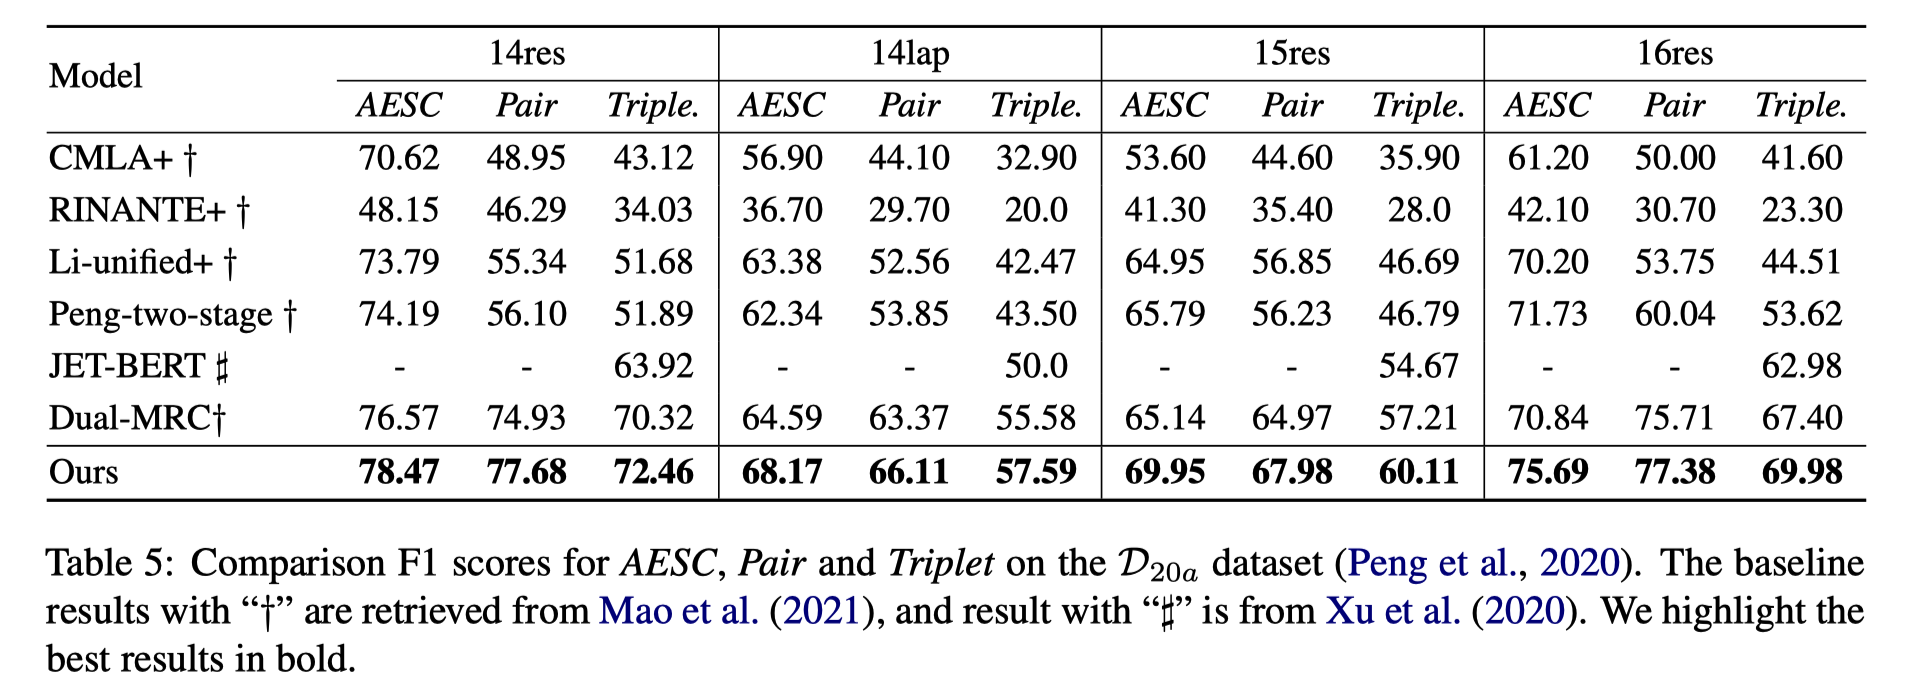 Model 14res 14lap 15res 16res
AESC Pair Triple. AESC Pair Triple. AESC Pair Triple. AESC Pair Triple.
CMLA+ † 70.62 48.95 43.12 56.90 44.10 32.90 53.60 44.60 35.90 61.20 50.00 41.60
RINANTE+ † 48.15 46.29 34.03 36.70 29.70 20.0 41.30 35.40 28.0 42.10 30.70 23.30
Li-unified+ † 73.79 55.34 51.68 63.38 52.56 42.47 64.95 56.85 46.69 70.20 53.75 44.51
Peng-two-stage † 74.19 56.10 51.89 62.34 53.85 43.50 65.79 56.23 46.79 71.73 60.04 53.62
JET-BERT ♯ - - 63.92 - - 50.0 - - 54.67 - - 62.98
Dual-MRC† 76.57 74.93 70.32 64.59 63.37 55.58 65.14 64.97 57.21 70.84 75.71 67.40
Ours 78.47 77.68 72.46 68.17 66.11 57.59 69.95 67.98 60.11 75.69 77.38 69.98
Table 5: Comparison F1 scores for AESC, Pair and Triplet on the D20a dataset (Peng et al., 2020). The baseline
results with “†” are retrieved from Mao et al. (2021), and result with “♯” is from Xu et al. (2020). We highlight the
best results in bold.